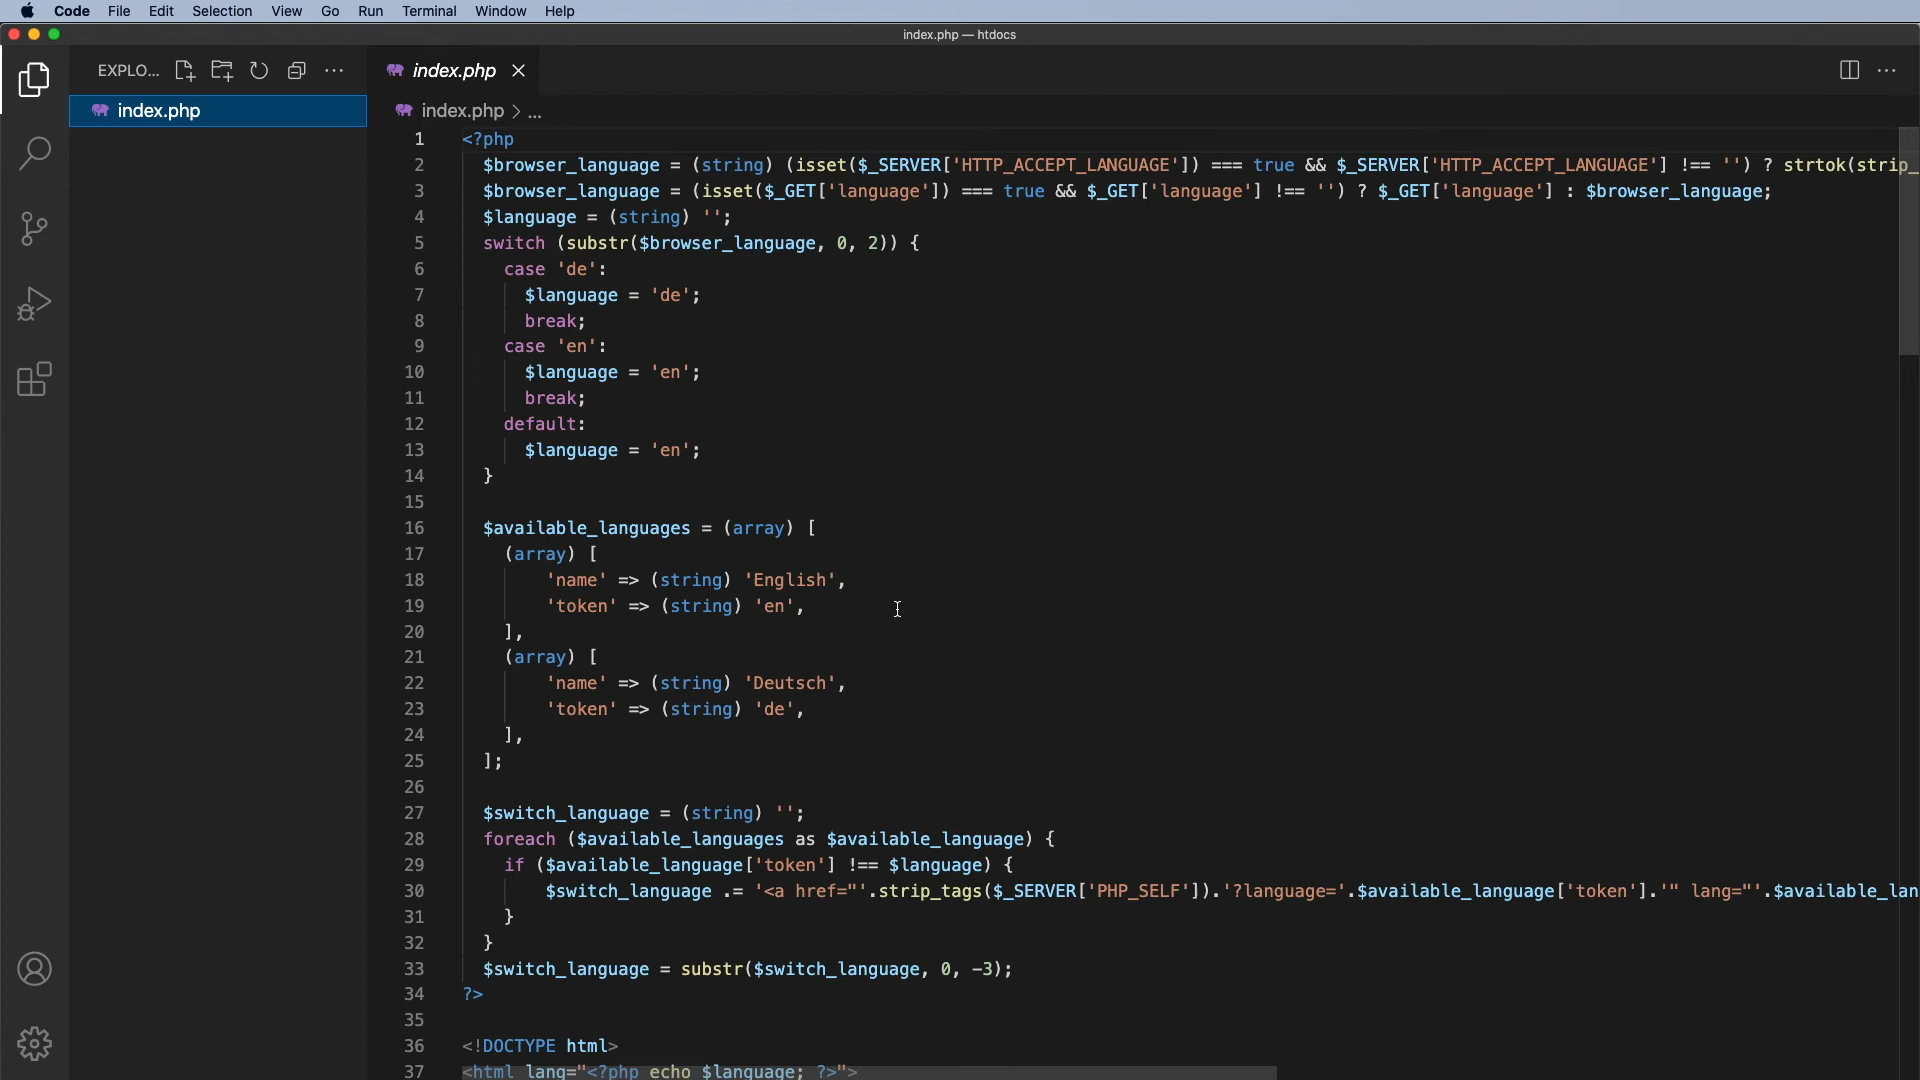 Code File Edit Selection View Go Run Terminal Window Help
index.php — htdocs
EXPLO...
index.php
index.php
index.php > ...
1 <?php
2 $browser_language = (string) (isset($_SERVER['HTTP_ACCEPT_LANGUAGE']) === true && $_SERVER['HTTP_ACCEPT_LANGUAGE'] !== '') ? strtok(strip_
3 $browser_language = (isset($_GET['language']) === true && $_GET['language'] !== '') ? $_GET['language'] : $browser_language;
4 $language = (string) '';
5 switch (substr($browser_language, 0, 2)) {
6 case 'de':
7 $language = 'de';
8 break;
9 case 'en':
10 $language = 'en';
11 break;
12 default:
13 $language = 'en';
14 }
15
16 $available_languages = (array) [
17 (array) [
18 'name' => (string) 'English',
19 'token' => (string) 'en',
20 ],
21 (array) [
22 'name' => (string) 'Deutsch',
23 'token' => (string) 'de',
24 ],
25 ];
26
27 $switch_language = (string) '';
28 foreach ($available_languages as $available_language) {
29 if ($available_language['token'] !== $language) {
30 $switch_language .= '<a href="'.strip_tags($_SERVER['PHP_SELF']).'?language='.$available_language['token'].'" lang="'.$available_lan
31 }
32 }
33 $switch_language = substr($switch_language, 0, -3);
34 ?>
35
36 <!DOCTYPE html>
37 <html lang="<?php echo $language; ?>">